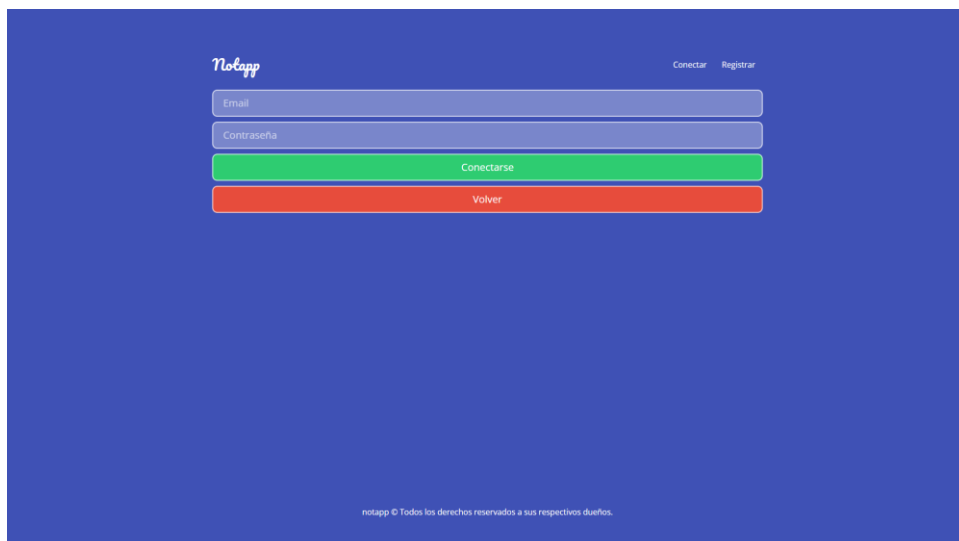 Notapp
Conectar Registrar
Email
Contraseña
Conectarse
Volver
notapp © Todos los derechos reservados a sus respectivos dueños.